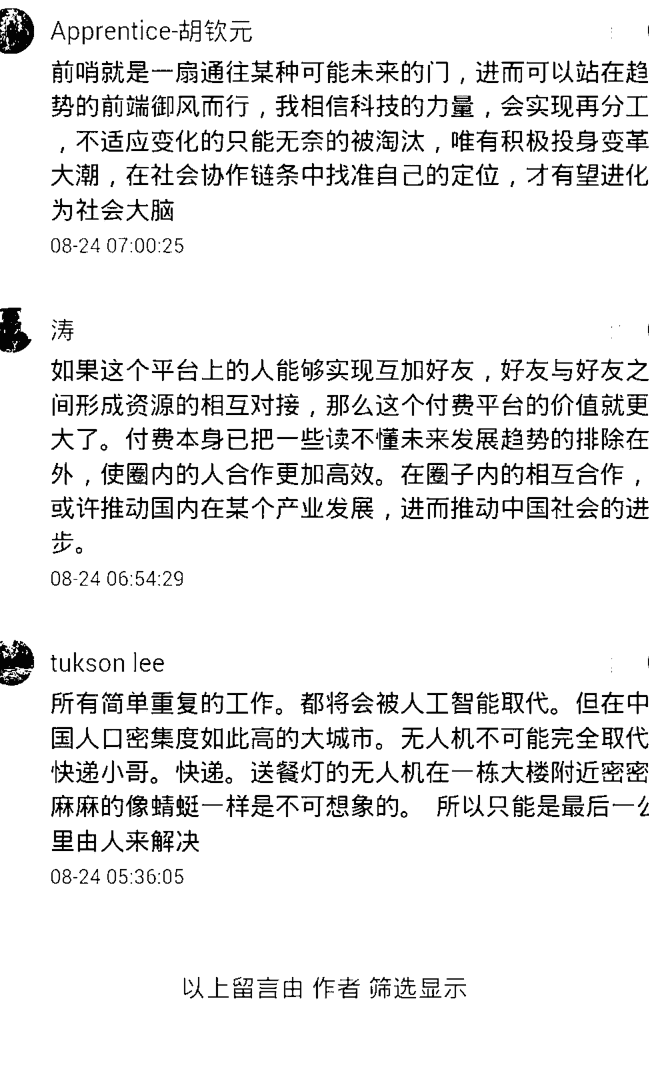 Apprentice-胡钦元
前哨就是一扇通往某种可能未来的门，进而可以站在趋
势的前端御风而行，我相信科技的力量，会实现再分工
，不适应变化的只能无奈的被淘汰，唯有积极投身变革
大潮，在社会协作链条中找准自己的定位，才有望进化
为社会大脑
08-24 07:00:25
涛
如果这个平台上的人能够实现互加好友，好友与好友之
间形成资源的相互对接，那么这个付费平台的价值就更
大了。付费本身已把一些读不懂未来发展趋势的排除在
外，使圈内的人合作更加高效。在圈子内的相互合作，
或许推动国内在某个产业发展，进而推动中国社会的进
步。
08-24 06:54:29
tukson lee
所有简单重复的工作。都将会被人工智能取代。但在中
国人口密集度如此高的大城市。无人机不可能完全取代
快递小哥。快递。送餐灯的无人机在一栋大楼附近密密
麻麻的像蜻蜓一样是不可想象的。 所以只能是最后一公
里由人来解决
08-24 05:36:05
以上留言由 作者 筛选显示